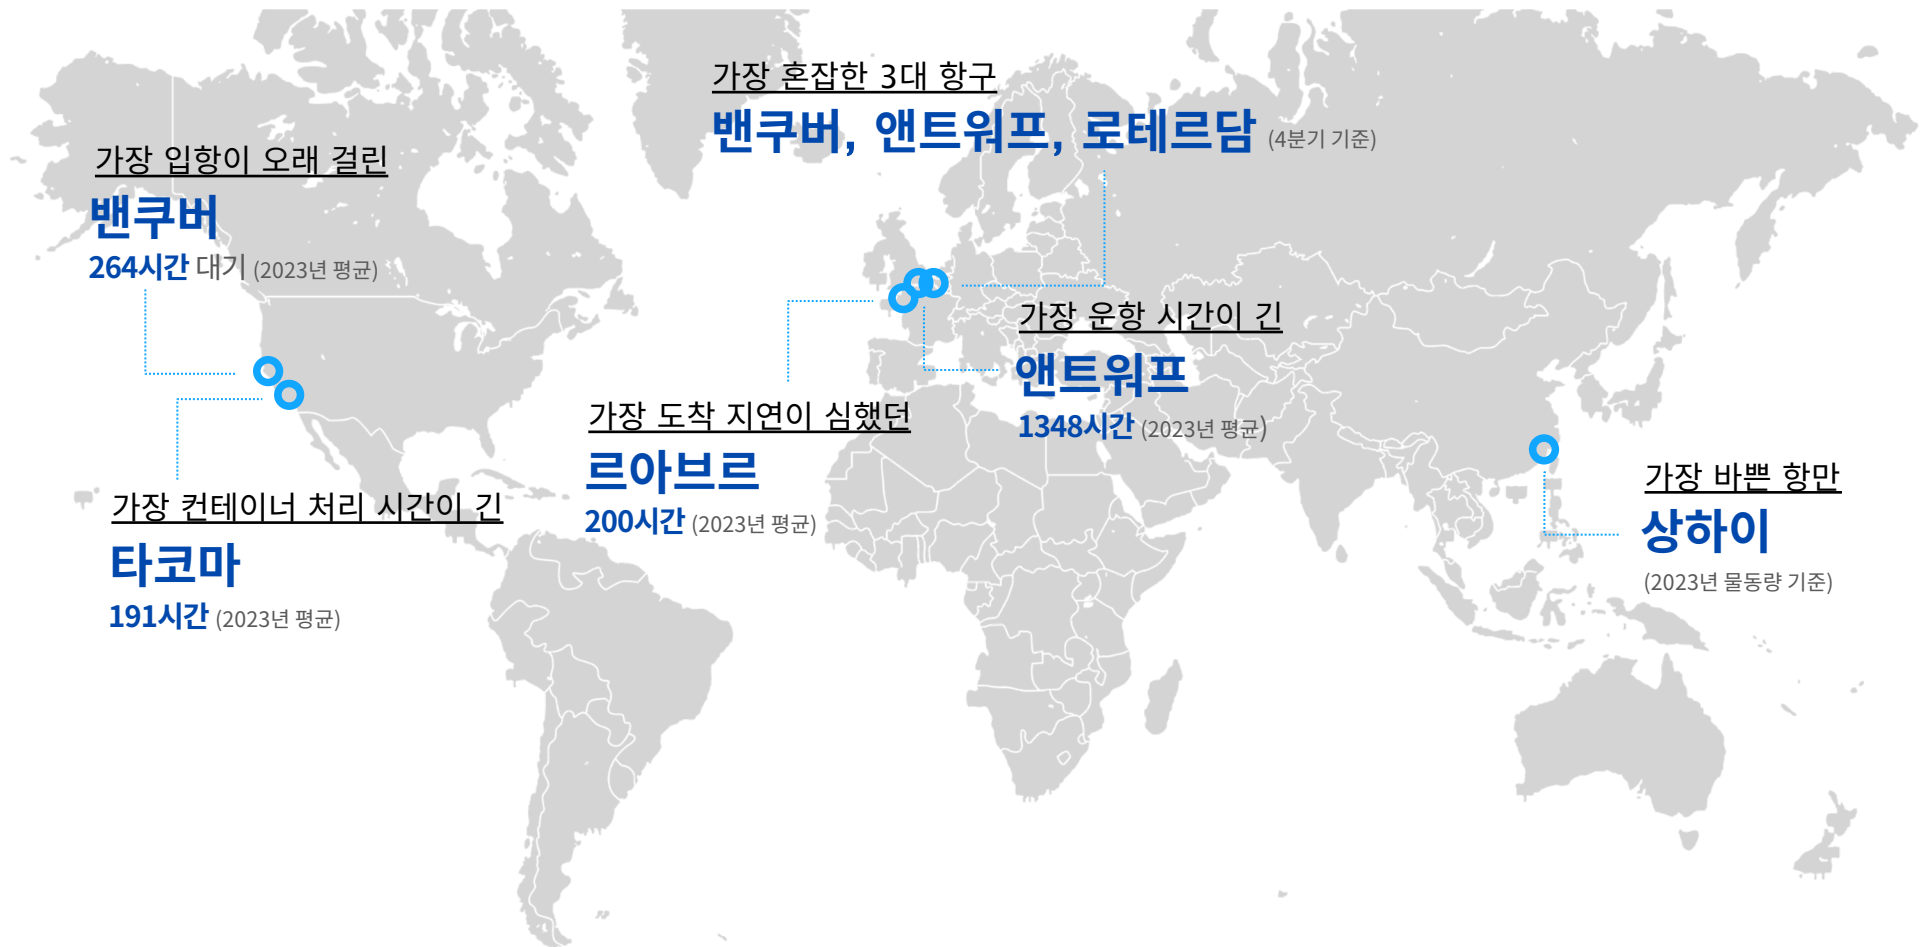 가장 혼잡한 3대 항구
밴쿠버, 앤트워프, 로테르담 (4분기 기준)
가장 입항이 오래 걸린
밴쿠버
264시간 대기 (2023년 평균)
가장 운항 시간이 긴
앤트워프
1348시간 (2023년 평균)
가장 도착 지연이 심했던
르아브르
200시간 (2023년 평균)
가장 바쁜 항만
상하이
(2023년 물동량 기준)
가장 컨테이너 처리 시간이 긴
타코마
191시간 (2023년 평균)